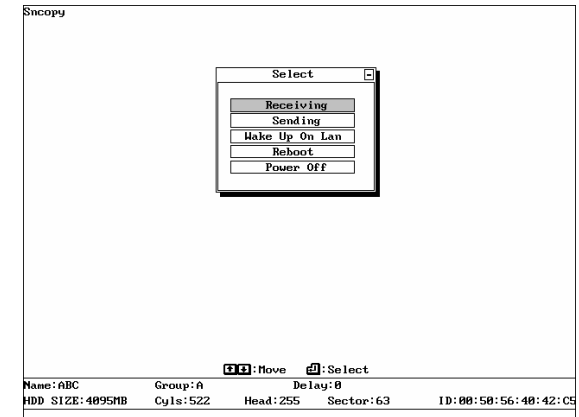 Sncopy
Select
Receiving
Sending
Wake Up On Lan
Reboot
Power Off
:Move :Select
Name:ABC Group:A Delay:0
HDD SIZE:4095MB Cyls:522 Head:255 Sector:63 ID:00:50:56:40:42:C5